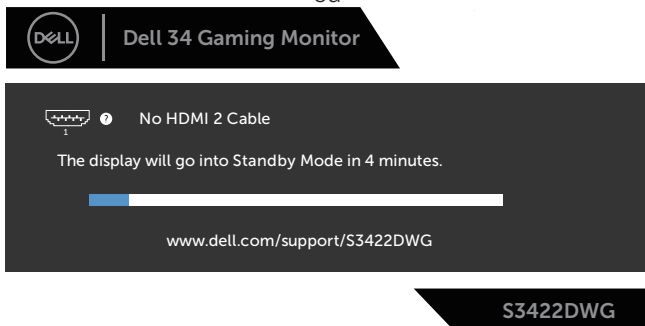 DELL
Dell 34 Gaming Monitor
1
?
No HDMI 2 Cable
The display will go into Standby Mode in 4 minutes.
www.dell.com/support/S3422DWG
S3422DWG